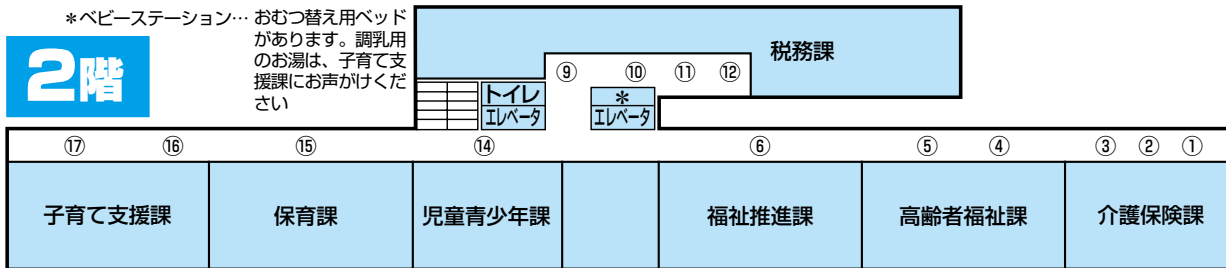 ＊ベビーステーション… おむつ替え用ベッド
があります。調乳用
のお湯は、子育て支
援課にお声がけくだ
さい
2階
税務課
⑨ ⑩ ⑪ ⑫
トイレ
エレベータ
＊
エレベータ
⑰ ⑯ ⑮ ⑭ ⑥ ⑤ ④ ③ ② ①
子育て支援課 保育課 児童青少年課 福祉推進課 高齢者福祉課 介護保険課